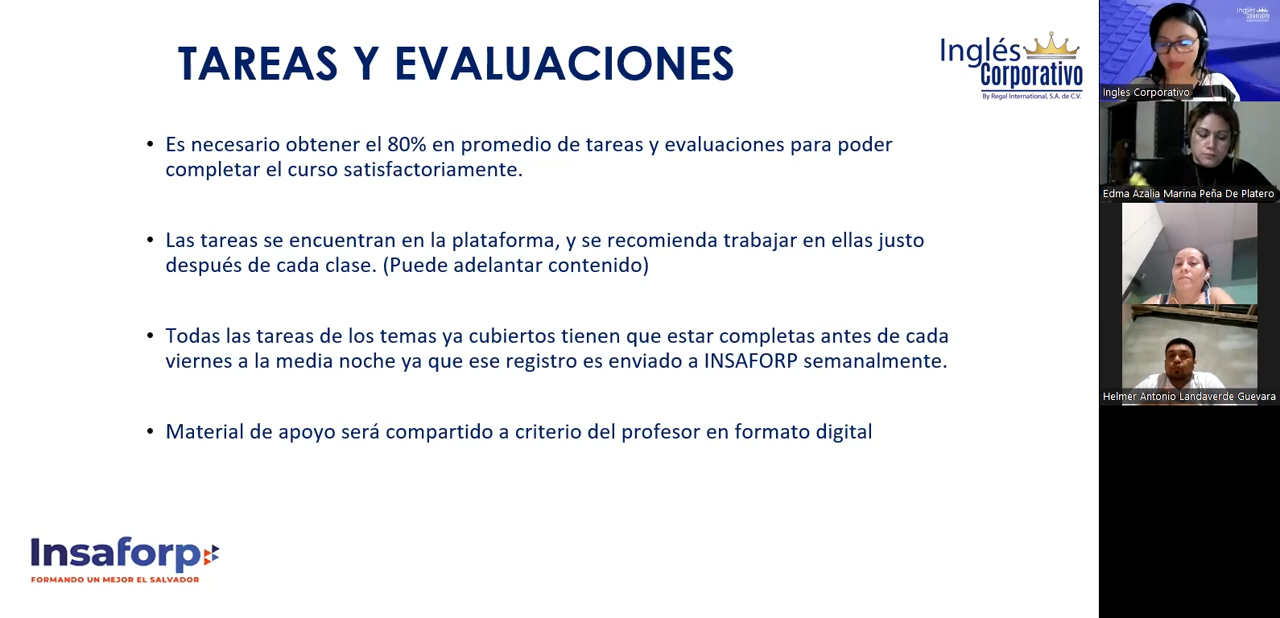 TAREAS Y EVALUACIONES
Inglés
Corporativo
By Regal International, S.A. de C.V.
• Es necesario obtener el 80% en promedio de tareas y evaluaciones para poder
completar el curso satisfactoriamente.
• Las tareas se encuentran en la plataforma, y se recomienda trabajar en ellas justo
después de cada clase. (Puede adelantar contenido)
• Todas las tareas de los temas ya cubiertos tienen que estar completas antes de cada
viernes a la media noche ya que ese registro es enviado a INSAFORP semanalmente.
• Material de apoyo será compartido a criterio del profesor en formato digital
Insaforp
FORMANDO UN MEJOR EL SALVADOR
Inglés
Ingles Corporativo
Edma Azalia Marina Peña De Platero
Helmer Antonio Landaverde Guevara